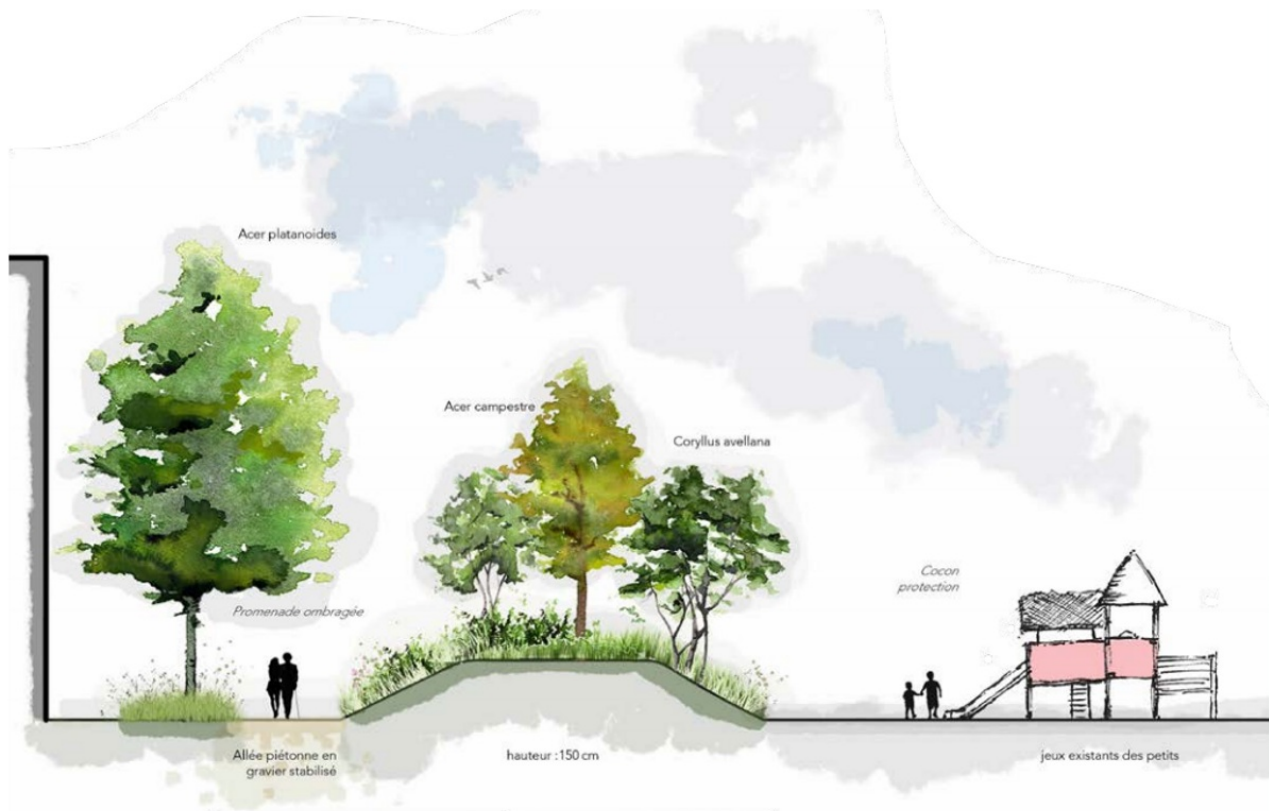 Acer platanoides
Acer campestre
Coryllus avellana
Cocon
protection
Promenade ombragée
Allée piétonne en
gravier stabilisé
hauteur :150 cm
jeux existants des petits